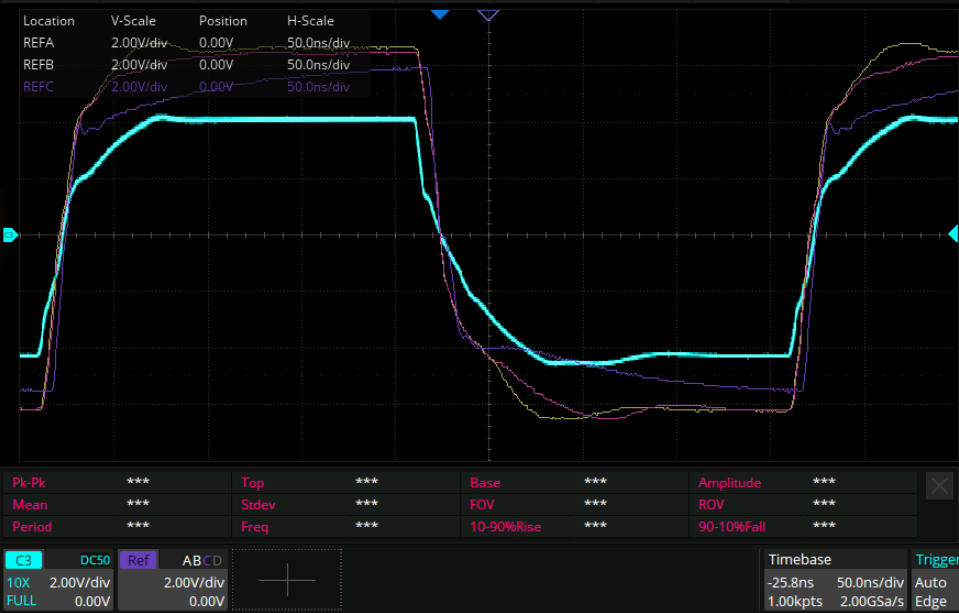 Location V-Scale Position H-Scale
REFA 2.00V/div 0.00V 50.0ns/div
REFB 2.00V/div 0.00V 50.0ns/div
REFC 2.00V/div 0.00V 50.0ns/div
Pk-Pk *** Top *** Base *** Amplitude ***
Mean *** Stdev *** FOV *** ROV ***
Period *** Freq *** 10-90%Rise *** 90-10%Fall ***
C3 DC50 Ref ABCD Timebase Trigger
10X 2.00V/div 2.00V/div -25.8ns 50.0ns/div Auto
FULL 0.00V 0.00V 1.00kpts 2.00GSa/s Edge